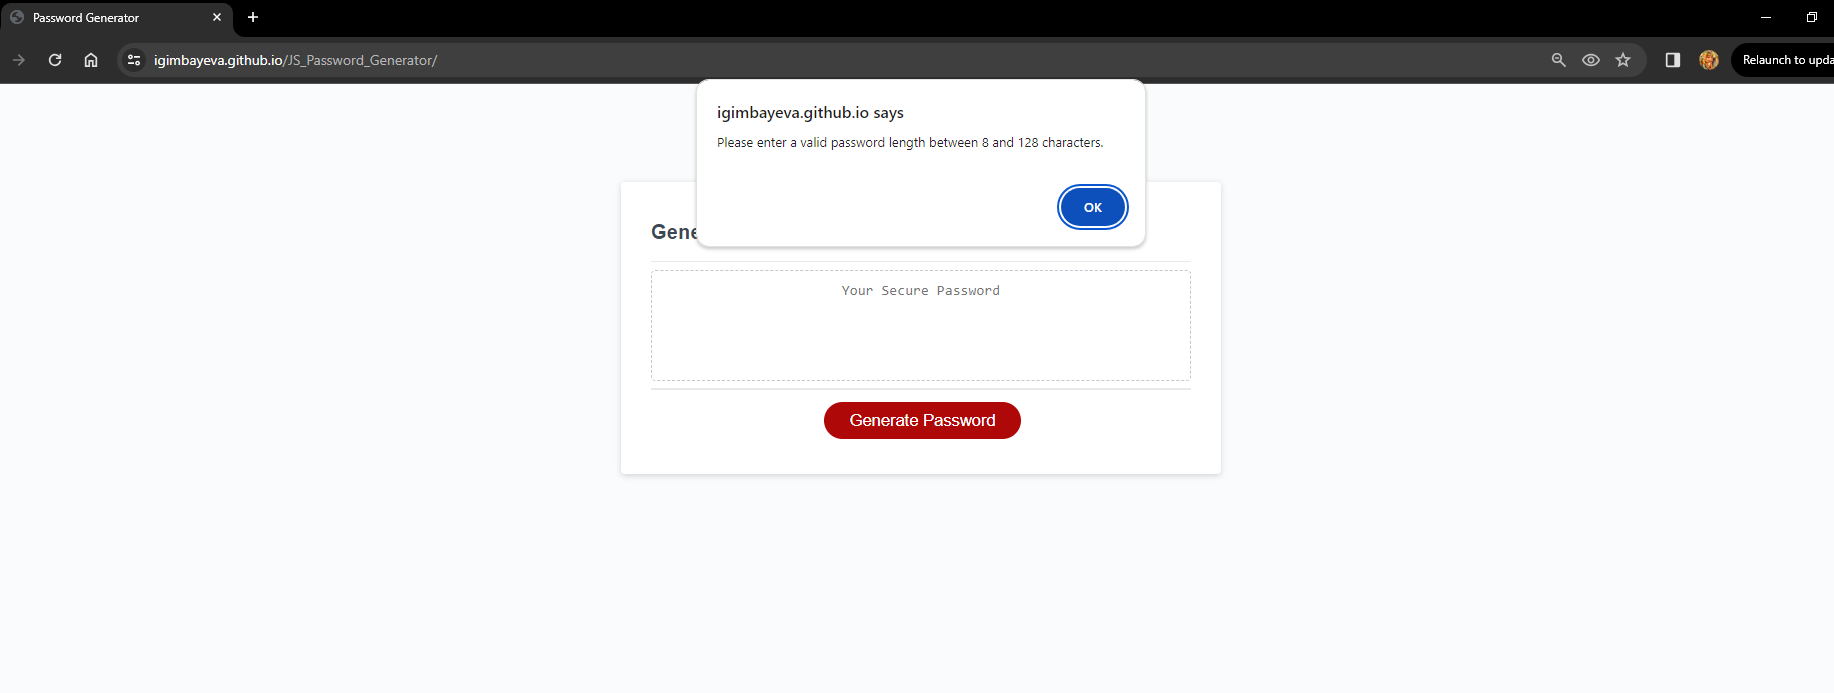 Password Generator
igimbayeva.github.io/JS_Password_Generator/
Relaunch to upda
igimbayeva.github.io says
Please enter a valid password length between 8 and 128 characters.
OK
Gene
Your Secure Password
Generate Password